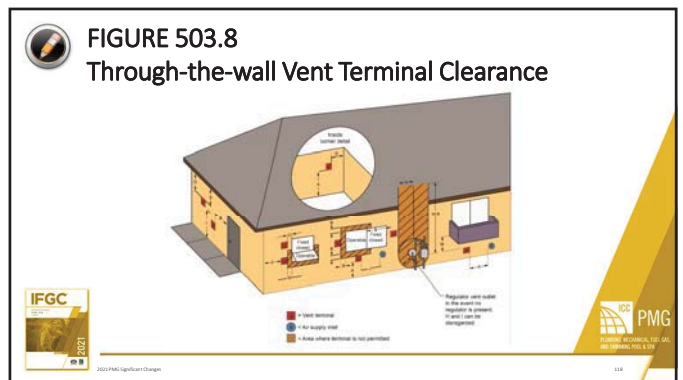 FIGURE 503.8
Through-the-wall Vent Terminal Clearance
Inside
corner detail
Fixed
closed
Operable
Operable
Fixed
closed
Regulator vent outlet
In the event no
regulator is present,
H and I can be
disregarded.
= Vent terminal
= Air supply inlet
= Area where terminal is not permitted
IFGC
2021
ICC
PMG
PLUMBING, MECHANICAL, FUEL GAS,
AND SWIMMING POOL & SPA
2021 PMG Significant Changes
118